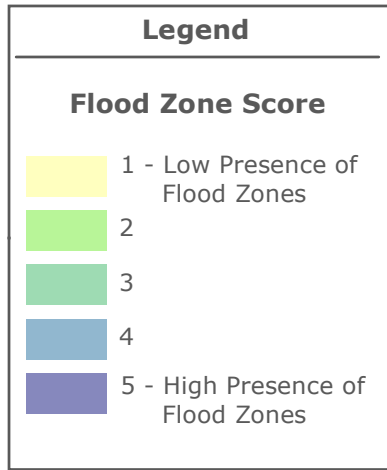 Legend
Flood Zone Score
1 - Low Presence of
Flood Zones
2
3
4
5 - High Presence of
Flood Zones